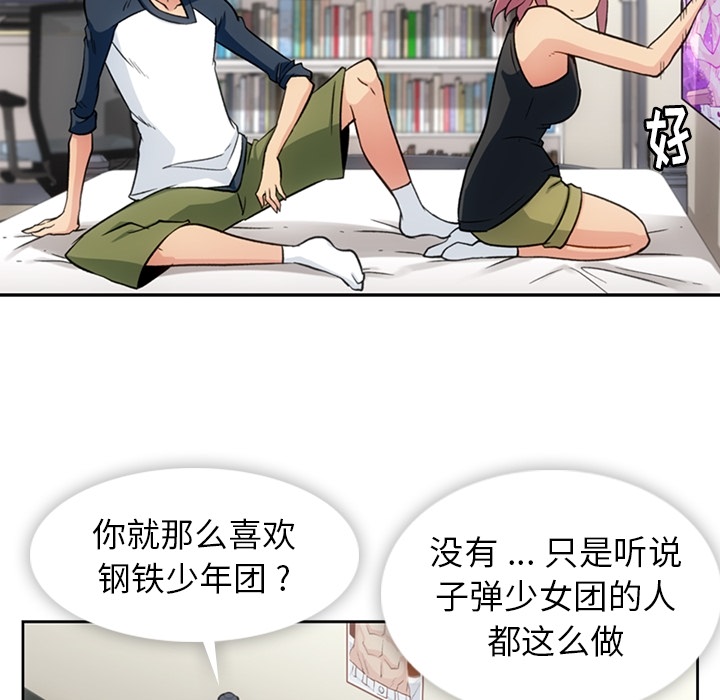 好
你就那么喜欢
钢铁少年团?
没有...只是听说
子弹少女团的人
都这么做